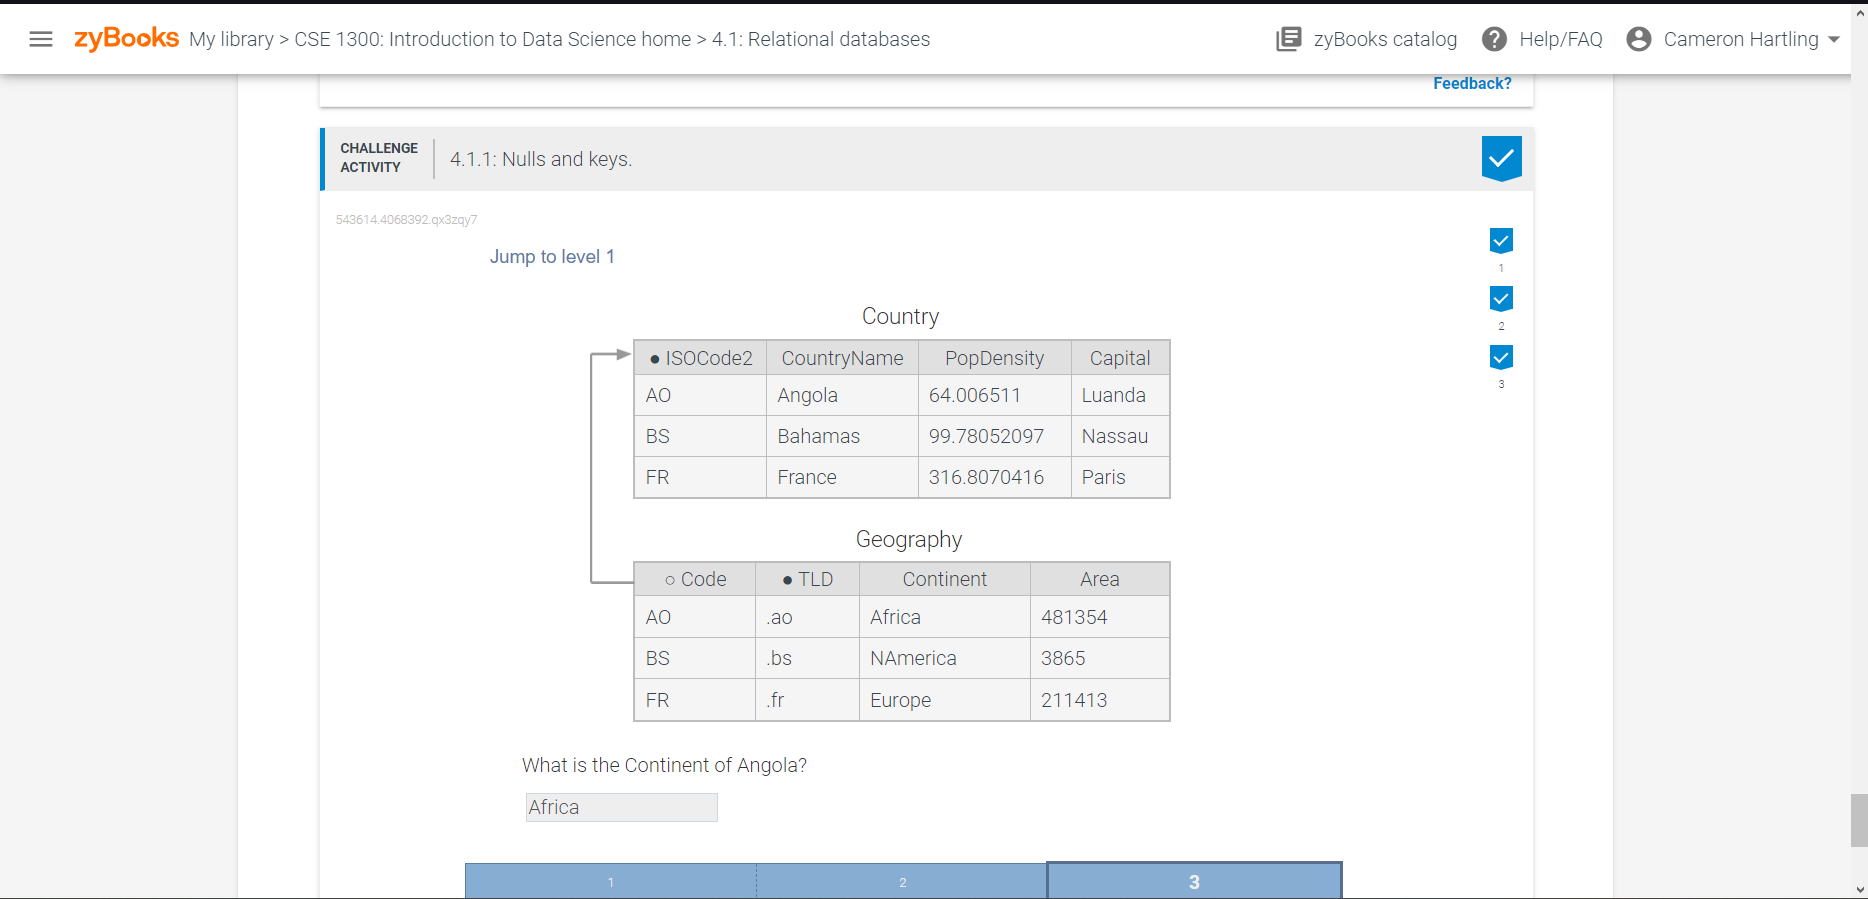 zyBooks My library > CSE 1300: Introduction to Data Science home > 4.1: Relational databases
zyBooks catalog
Help/FAQ
Cameron Hartling
Feedback?
CHALLENGE ACTIVITY
4.1.1: Nulls and keys.
543614.4068392.qx3zqy7
Jump to level 1
1
2
3
Country
● ISOCode2 CountryName PopDensity Capital
AO Angola 64.006511 Luanda
BS Bahamas 99.78052097 Nassau
FR France 316.8070416 Paris
Geography
○ Code ● TLD Continent Area
AO .ao Africa 481354
BS .bs NAmerica 3865
FR .fr Europe 211413
What is the Continent of Angola?
Africa
1 2 3